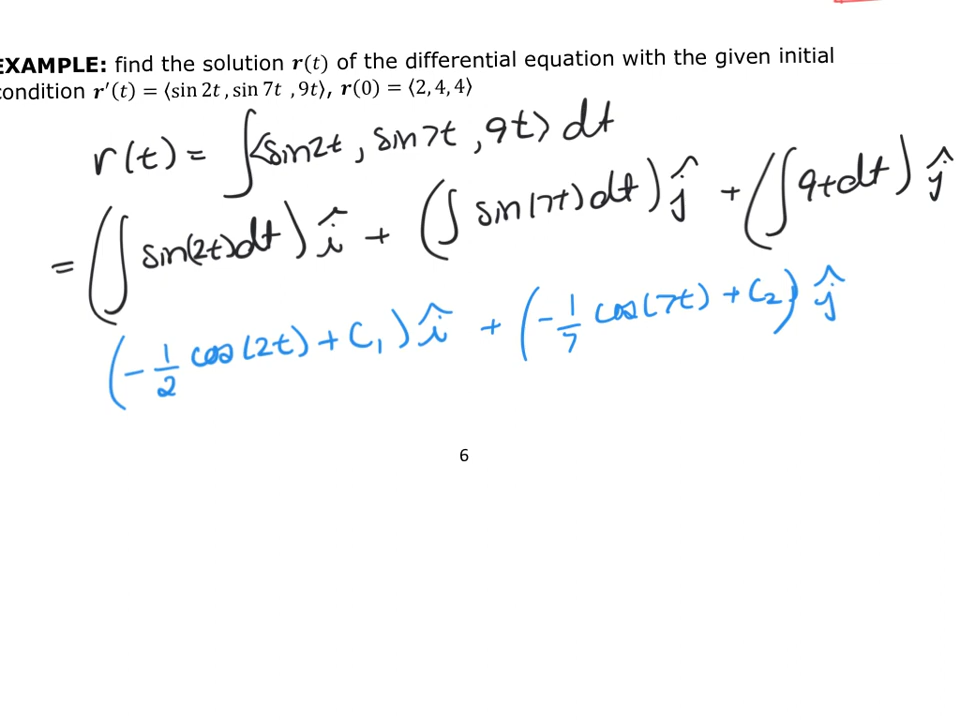 EXAMPLE: find the solution r(t) of the differential equation with the given initial
condition r′(t) = ⟨sin 2t , sin 7t , 9t⟩, r(0) = ⟨2, 4, 4⟩
r(t) = ∫<sin2t, sin7t, 9t> dt
= (∫ sin(2t)dt) î + (∫ sin(7t)dt) ĵ + (∫ 9tdt) ĵ
(-1/2 cos(2t) + C₁) î + (-1/7 cos(7t) + C₂) ĵ
6